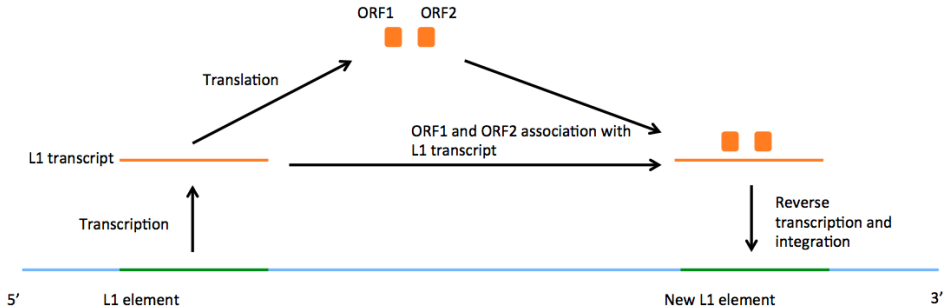 ORF1 ORF2
Translation
ORF1 and ORF2 association with
L1 transcript
L1 transcript
Transcription
Reverse
transcription and
integration
5’ L1 element New L1 element 3’